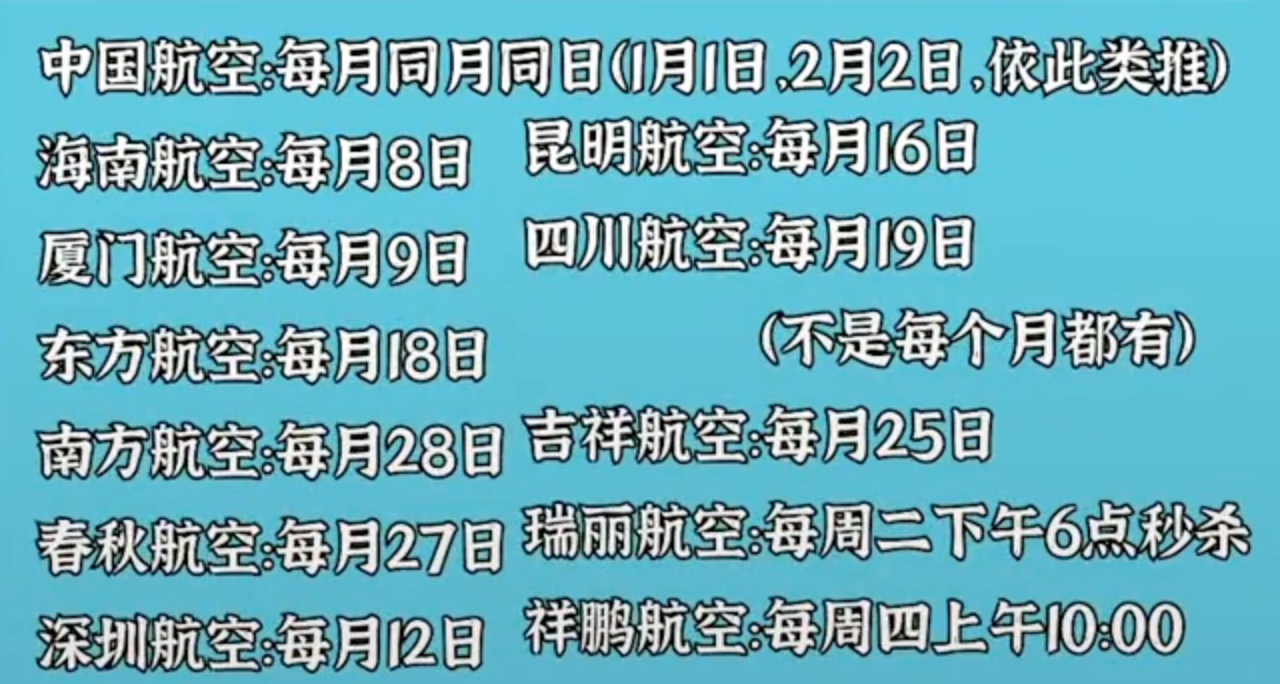 中国航空:每月同月同日(1月1日,2月2日,依此类推)
海南航空:每月8日
厦门航空:每月9日
东方航空:每月18日
南方航空:每月28日
春秋航空:每月27日
深圳航空:每月12日
昆明航空:每月16日
四川航空:每月19日
(不是每个月都有)
吉祥航空:每月25日
瑞丽航空:每周二下午6点秒杀
祥鹏航空:每周四上午10:00